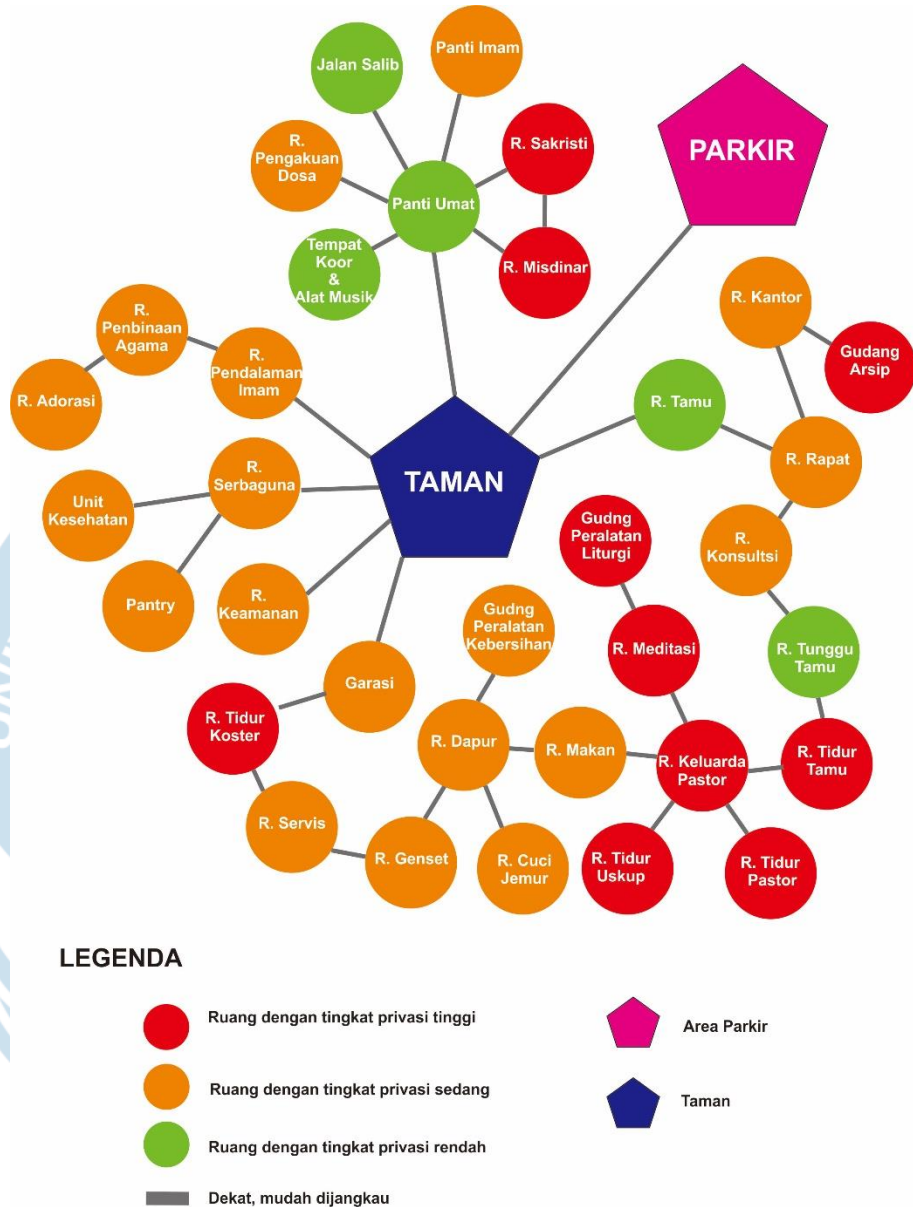 Jalan Salib
Panti Imam
R.
Pengakuan
Dosa
R. Sakristi
PARKIR
Panti Umat
Tempat
Koor
&
Alat Musik
R. Misdinar
R. Kantor
Gudang
Arsip
R.
Penbinaan
Agama
R.
Pendalaman
Imam
R. Adorasi
R. Tamu
R. Rapat
TAMAN
R.
Serbaguna
Unit
Kesehatan
Pantry
R.
Keamanan
Gudng
Peralatan
Liturgi
R.
Konsultsi
Gudng
Peralatan
Kebersihan
R. Meditasi
R. Tunggu
Tamu
Garasi
R. Tidur
Koster
R. Dapur
R. Makan
R. Keluarda
Pastor
R. Tidur
Tamu
R. Servis
R. Genset
R. Cuci
Jemur
R. Tidur
Uskup
R. Tidur
Pastor
LEGENDA
Ruang dengan tingkat privasi tinggi
Area Parkir
Ruang dengan tingkat privasi sedang
Taman
Ruang dengan tingkat privasi rendah
Dekat, mudah dijangkau